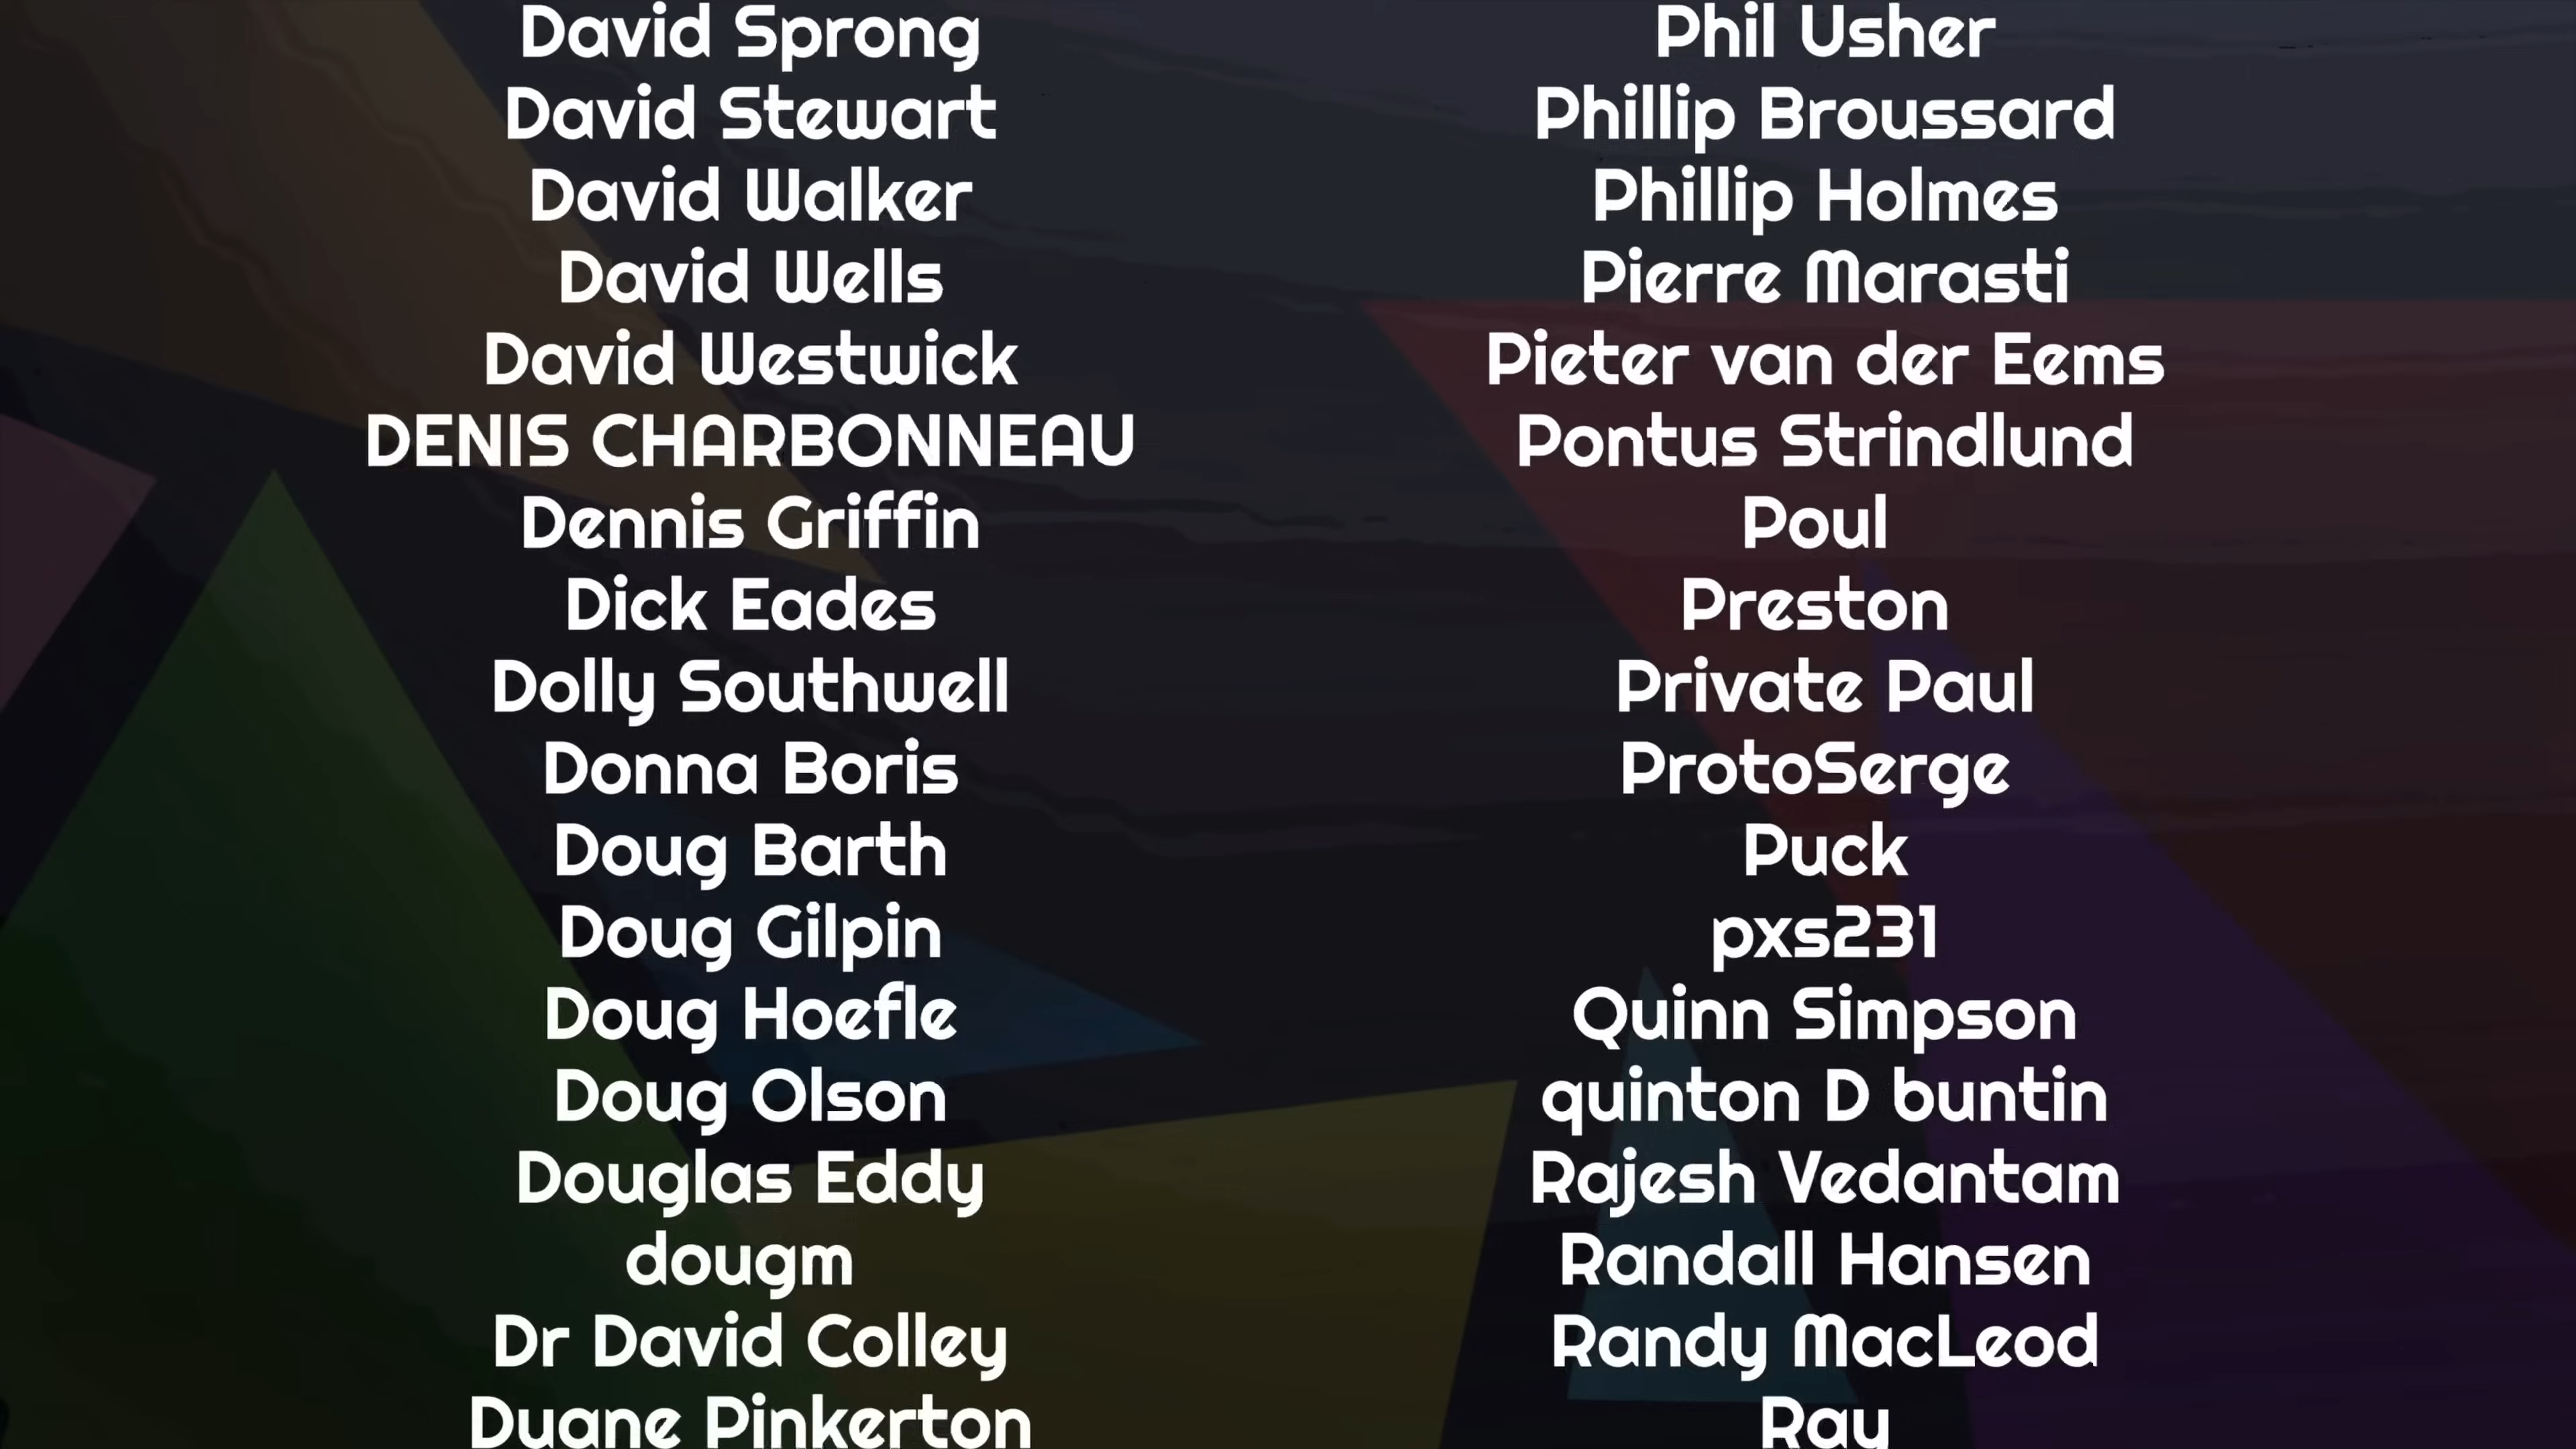 David Sprong
David Stewart
David Walker
David Wells
David Westwick
DENIS CHARBONNEAU
Dennis Griffin
Dick Eades
Dolly Southwell
Donna Boris
Doug Barth
Doug Gilpin
Doug Hoefle
Doug Olson
Douglas Eddy
dougm
Dr David Colley
Duane Pinkerton
Phil Usher
Phillip Broussard
Phillip Holmes
Pierre Marasti
Pieter van der Eems
Pontus Strindlund
Poul
Preston
Private Paul
ProtoSerge
Puck
pxs231
Quinn Simpson
quinton D buntin
Rajesh Vedantam
Randall Hansen
Randy MacLeod
Ray